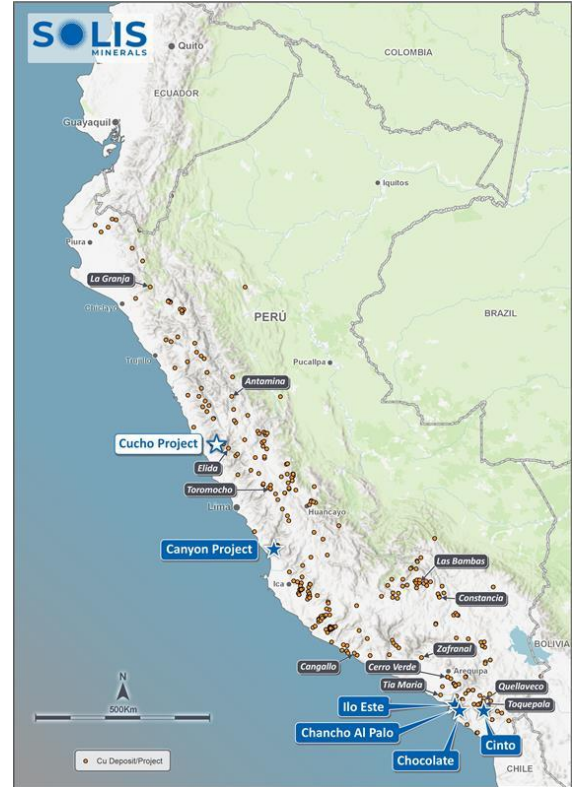 SOLIS
MINERALS
Quito
COLOMBIA
ECUADOR
Guayaquil
Iquitos
Piura
La Granja
Chiclayo
PERÚ
BRAZIL
Trujillo
Pucallpa
Antamina
Cucho Project
Elida
Toromocho
Lima
Huancayo
Canyon Project
Las Bambas
Ica
Constancia
BOLIVIA
Zafranal
Cangallo
Cerro Verde
Arequipa
Tia Maria
Quellaveco
Toquepala
Ilo Este
Chancho Al Palo
Cinto
Chocolate
N
500Km
Cu Deposit/Project
CHILE